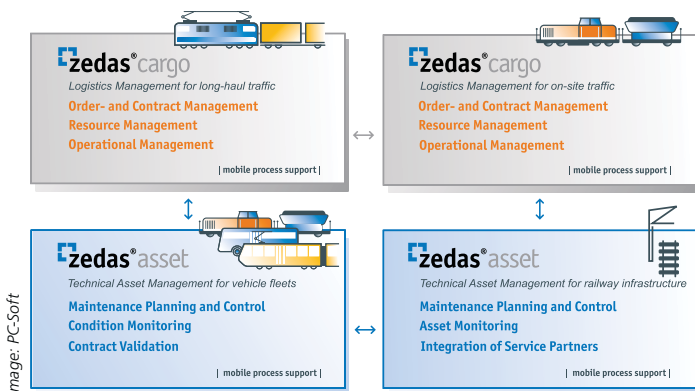 zedas® cargo
Logistics Management for long-haul traffic
Order- and Contract Management
Resource Management
Operational Management
| mobile process support |
zedas® cargo
Logistics Management for on-site traffic
Order- and Contract Management
Resource Management
Operational Management
| mobile process support |
zedas® asset
Technical Asset Management for vehicle fleets
Maintenance Planning and Control
Condition Monitoring
Contract Validation
| mobile process support |
zedas® asset
Technical Asset Management for railway infrastructure
Maintenance Planning and Control
Asset Monitoring
Integration of Service Partners
| mobile process support |
mage: PC-Soft